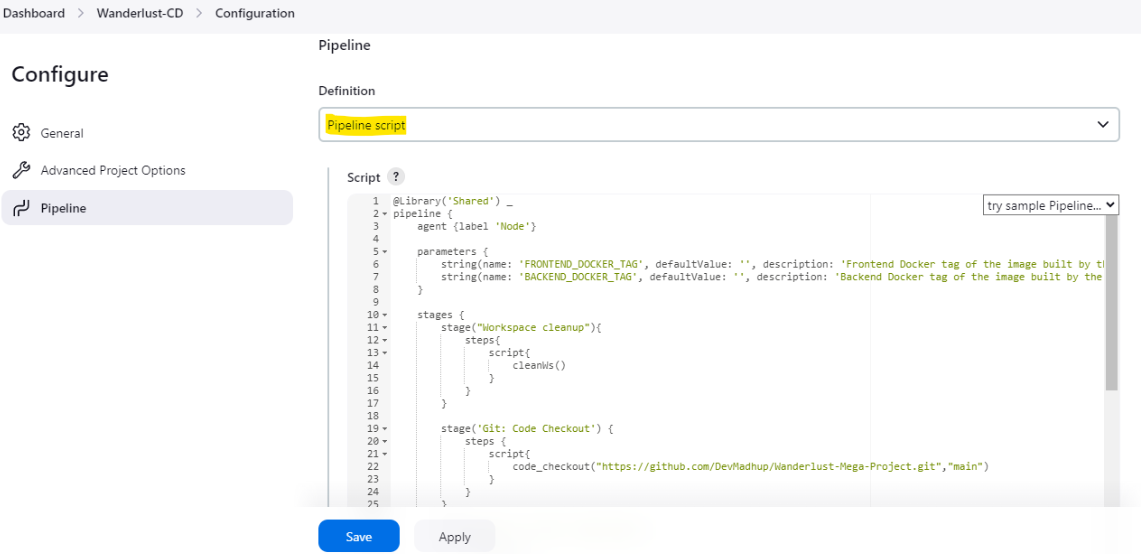 Dashboard > Wanderlust-CD > Configuration
Configure
General
Advanced Project Options
Pipeline
Pipeline
Definition
Pipeline script
Script ?
try sample Pipeline...
1 @Library('Shared') _
2 pipeline {
3 agent {label 'Node'}
4
5 parameters {
6 string(name: 'FRONTEND_DOCKER_TAG', defaultValue: '', description: 'Frontend Docker tag of the image built by th
7 string(name: 'BACKEND_DOCKER_TAG', defaultValue: '', description: 'Backend Docker tag of the image built by the
8 }
9
10 stages {
11 stage("Workspace cleanup"){
12 steps{
13 script{
14 cleanWs()
15 }
16 }
17 }
18
19 stage('Git: Code Checkout') {
20 steps {
21 script{
22 code_checkout("https://github.com/DevMadhup/Wanderlust-Mega-Project.git","main")
23 }
24 }
25 }
Save Apply